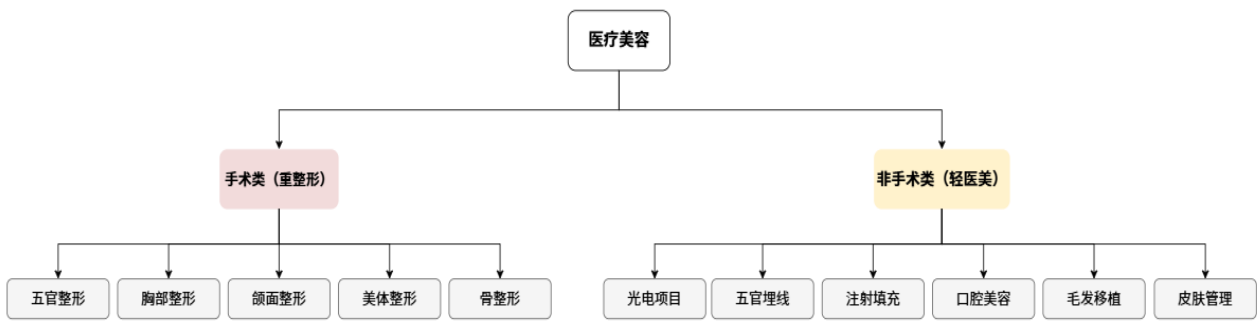 医疗美容
手术类（重整形）
非手术类（轻医美）
五官整形
胸部整形
颌面整形
美体整形
骨整形
光电项目
五官埋线
注射填充
口腔美容
毛发移植
皮肤管理